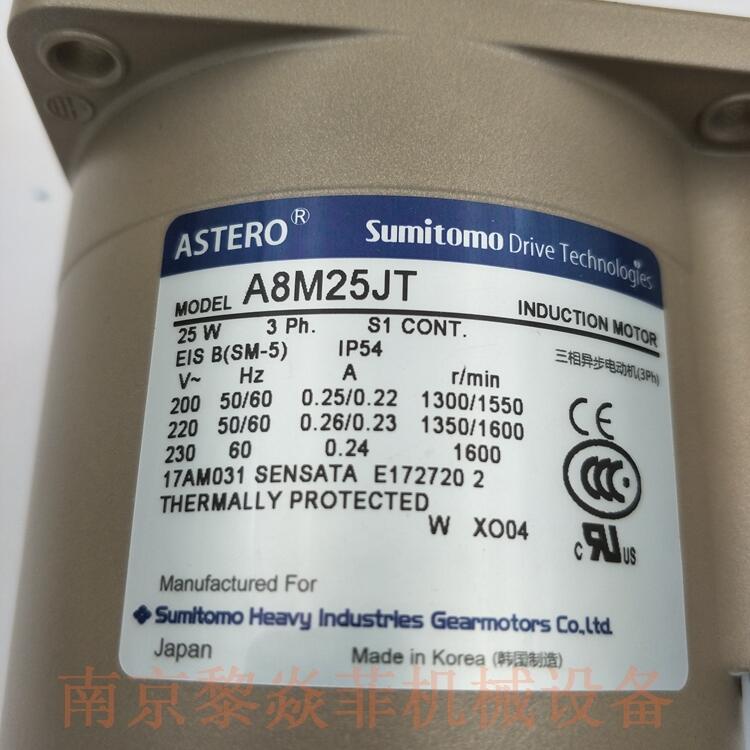 ASTERO® Sumitomo Drive Technologies
MODEL A8M25JT INDUCTION MOTOR
25 W 3 Ph. S1 CONT.
EIS B(SM-5) IP54 三相异步电动机(3Ph)
V~ Hz A r/min
200 50/60 0.25/0.22 1300/1550
220 50/60 0.26/0.23 1350/1600
230 60 0.24 1600
17AM031 SENSATA E172720 2
THERMALLY PROTECTED
W XO04
CE
CCC
c RU US
Manufactured For
Sumitomo Heavy Industries Gearmotors Co.,Ltd.
Japan Made in Korea (韩国制造)
南京黎焱菲机械设备